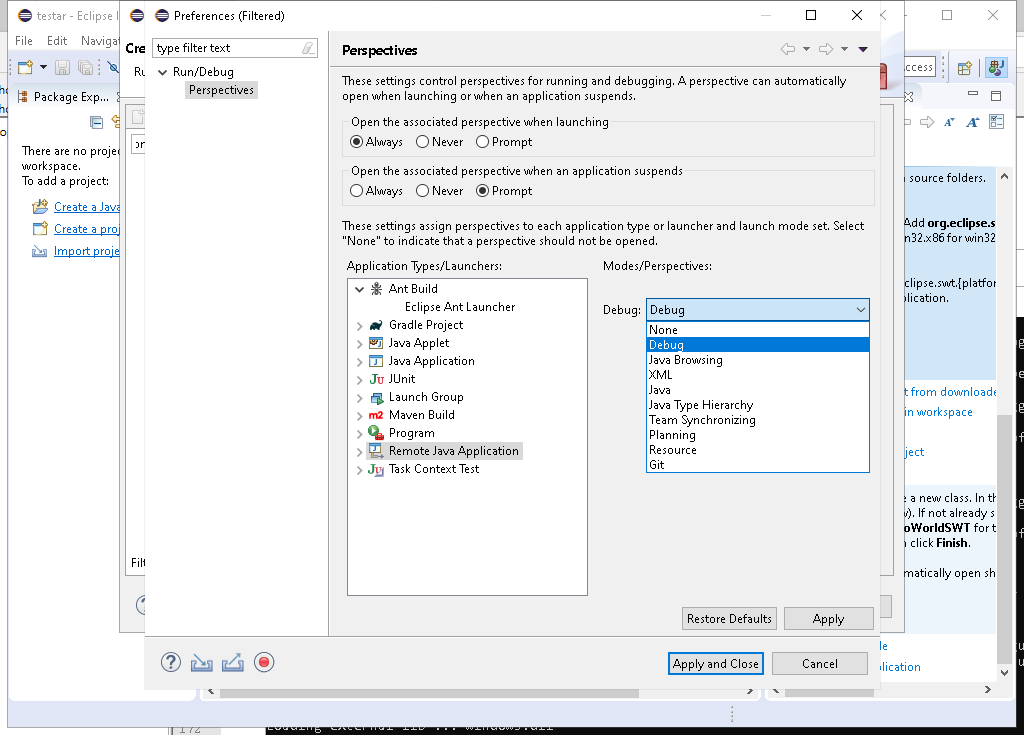 testar - Eclipse I
File Edit Naviga
Package Exp...
There are no proje
workspace.
To add a project:
Create a Java
Create a proj
Import proje
Cre
Ru
Filt
Preferences (Filtered)
type filter text
Run/Debug
Perspectives
Perspectives
These settings control perspectives for running and debugging. A perspective can automatically
open when launching or when an application suspends.
Open the associated perspective when launching
Always Never Prompt
Open the associated perspective when an application suspends
Always Never Prompt
These settings assign perspectives to each application type or launcher and launch mode set. Select
"None" to indicate that a perspective should not be opened.
Application Types/Launchers:
Ant Build
Eclipse Ant Launcher
Gradle Project
Java Applet
Java Application
JUnit
Launch Group
Maven Build
Program
Remote Java Application
Task Context Test
Modes/Perspectives:
Debug: Debug
None
Debug
Java Browsing
XML
Java
Java Type Hierarchy
Team Synchronizing
Planning
Resource
Git
Restore Defaults Apply
Apply and Close Cancel
ccess
source folders.
Add org.eclipse.s
n32.x86 for win32
clipse.swt.{platfor
lication.
t from downloade
in workspace
ject
e a new class. In th
v). If not already s
oWorldSWT for t
click Finish.
matically open sh
le
plication
172
Loading external lib ... windows.dll